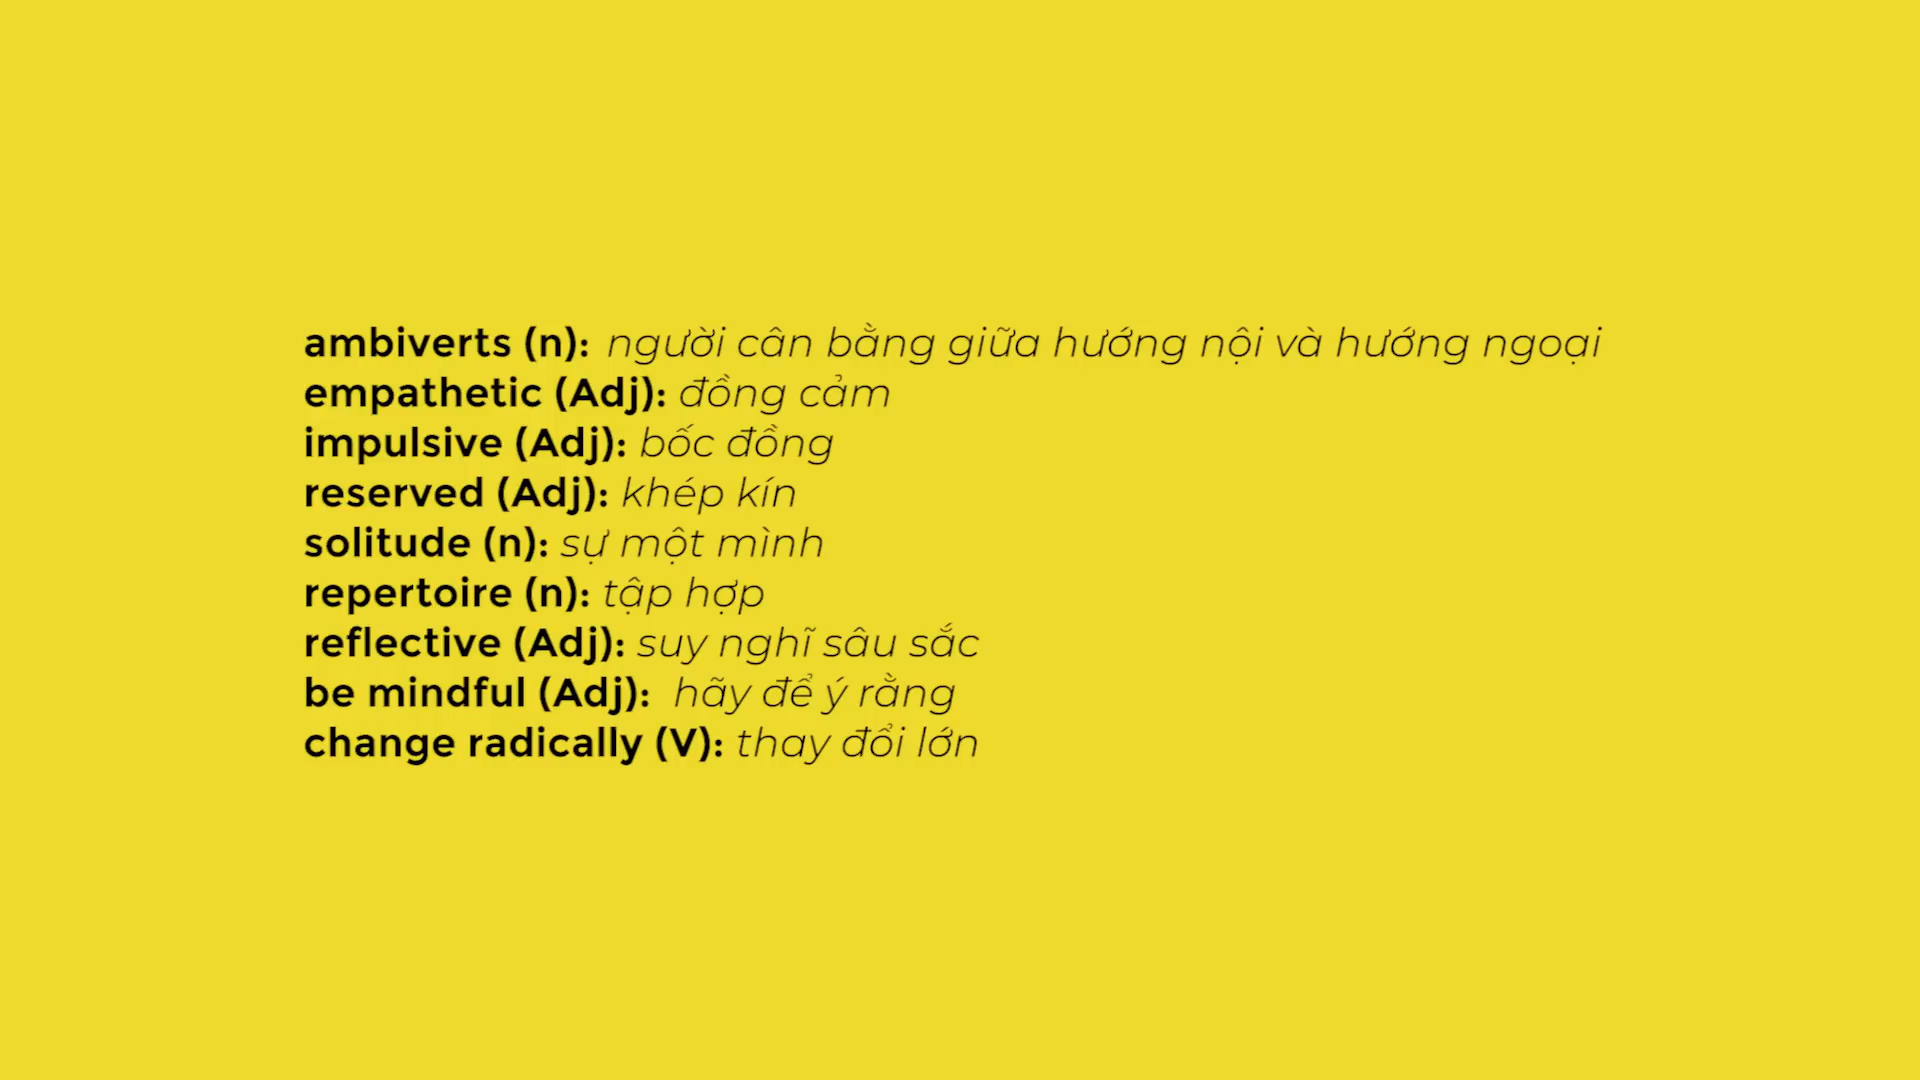 ambiverts (n): người cân bằng giữa hướng nội và hướng ngoại
empathetic (Adj): đồng cảm
impulsive (Adj): bốc đồng
reserved (Adj): khép kín
solitude (n): sự một mình
repertoire (n): tập hợp
reflective (Adj): suy nghĩ sâu sắc
be mindful (Adj): hãy để ý rằng
change radically (V): thay đổi lớn